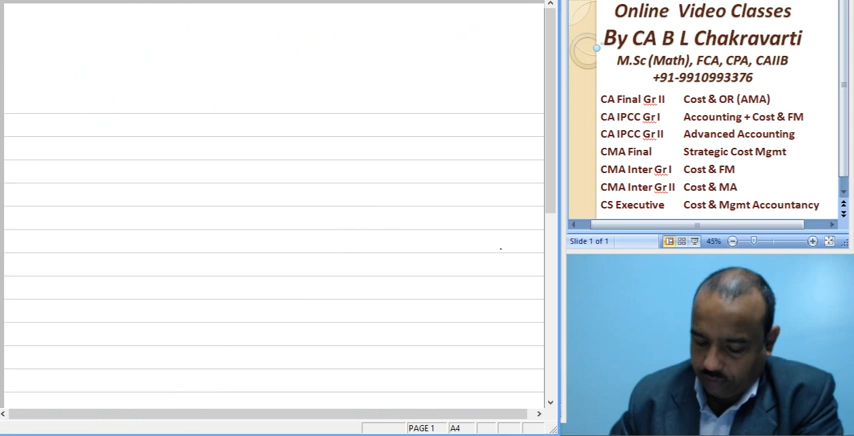 Online Video Classes
By CA B L Chakravarti
M.Sc (Math), FCA, CPA, CAIIB
+91-9910993376
CA Final Gr II Cost & OR (AMA)
CA IPCC Gr I Accounting + Cost & FM
CA IPCC Gr II Advanced Accounting
CMA Final Strategic Cost Mgmt
CMA Inter Gr I Cost & FM
CMA Inter Gr II Cost & MA
CS Executive Cost & Mgmt Accountancy
Slide 1 of 1 45%
PAGE 1 A4